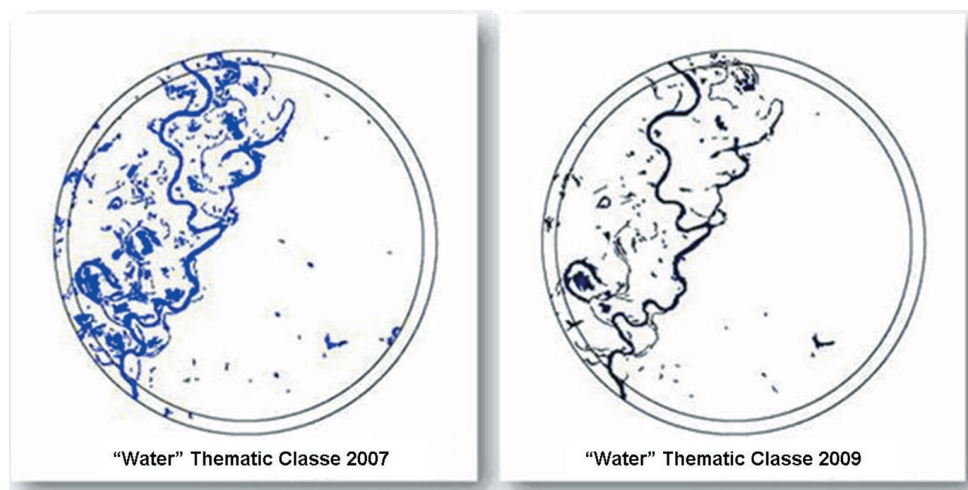 “Water” Thematic Classe 2007
“Water” Thematic Classe 2009